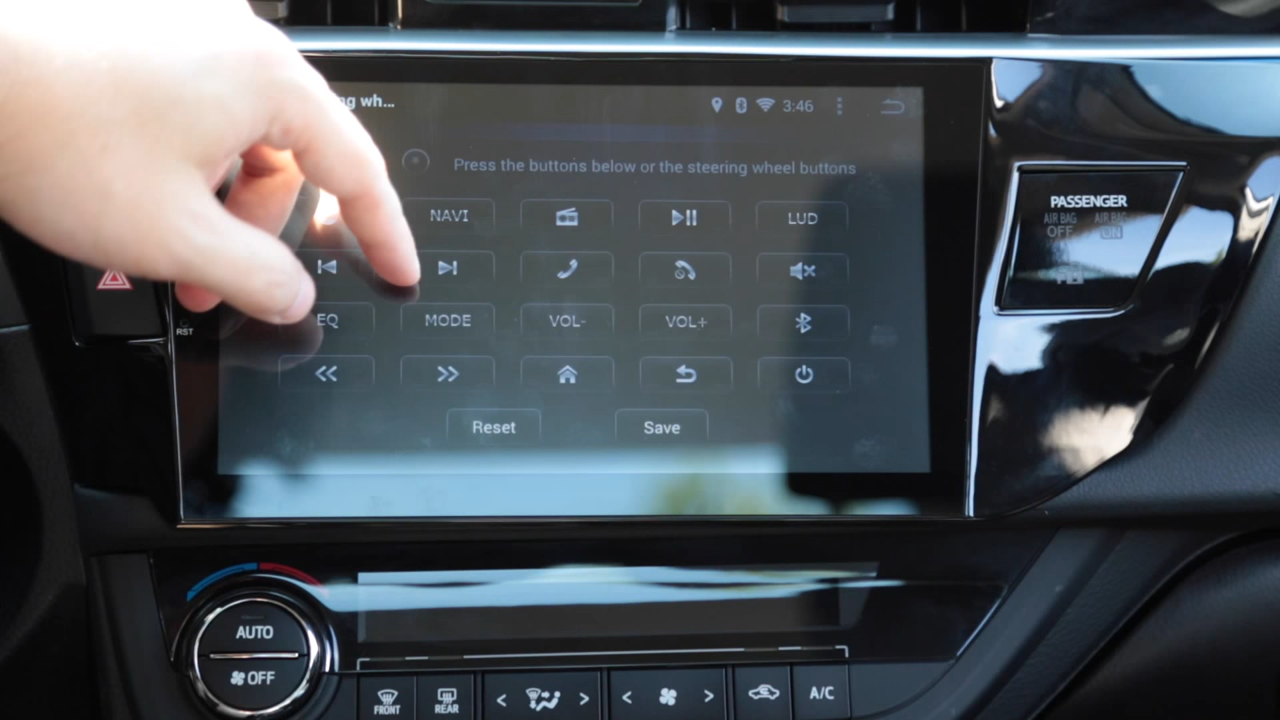 ng wh... 3:46
Press the buttons below or the steering wheel buttons
NAVI LUD
EQ MODE VOL- VOL+
Reset Save
RST
PASSENGER
AIR BAG AIR BAG
OFF ON
AUTO
OFF
FRONT REAR < > < > A/C